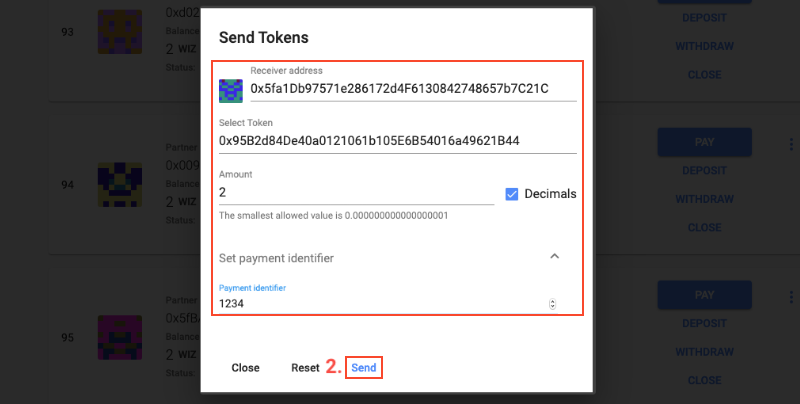 93
0xd02
Balance
2 WIZ
Status:
DEPOSIT
WITHDRAW
CLOSE
Send Tokens
Receiver address
0x5fa1Db97571e286172d4F6130842748657b7C21C
Select Token
0x95B2d84De40a0121061b105E6B54016a49621B44
Amount
2
Decimals
The smallest allowed value is 0.000000000000000001
Set payment identifier
Payment identifier
1234
Close Reset 2. Send
94
Partner
0x009
Balance
2 WIZ
Status:
PAY
DEPOSIT
WITHDRAW
CLOSE
95
Partner
0x5fB
Balance
2 WIZ
Status:
PAY
DEPOSIT
WITHDRAW
CLOSE